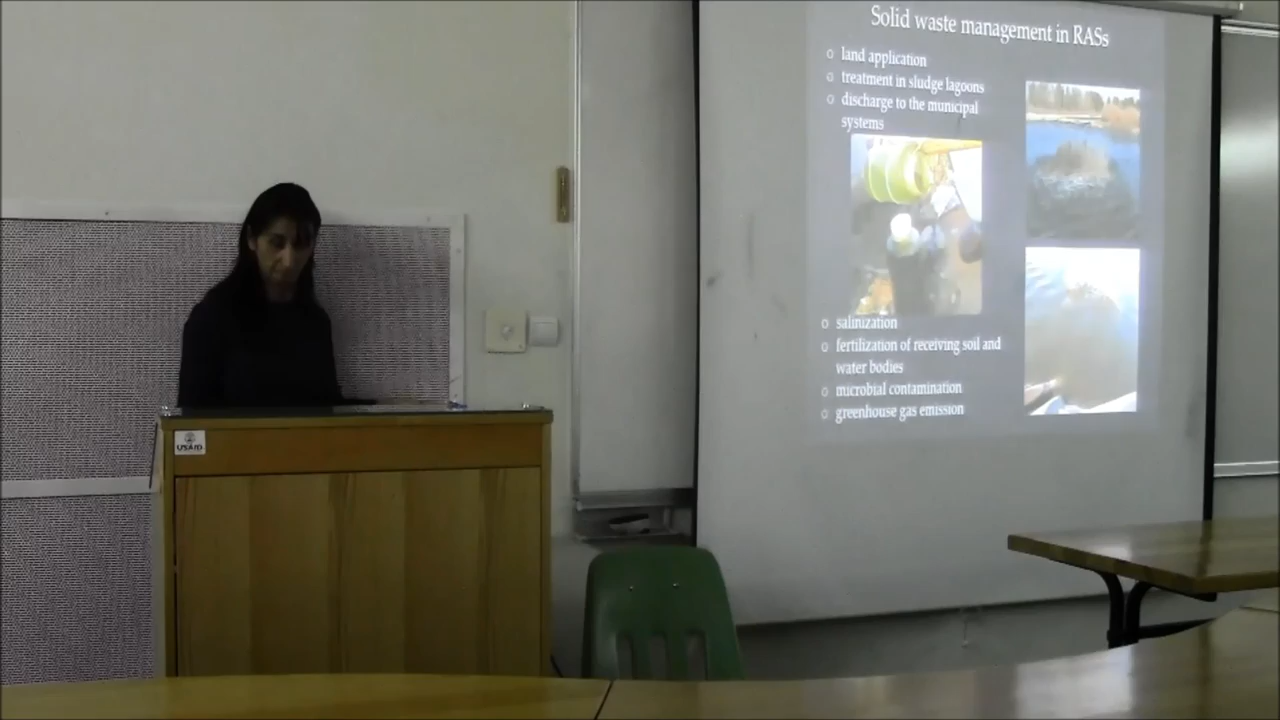 Solid waste management in RASs
land application
treatment in sludge lagoons
discharge to the municipal
systems
salinization
fertilization of receiving soil and
water bodies
microbial contamination
greenhouse gas emission
USAID